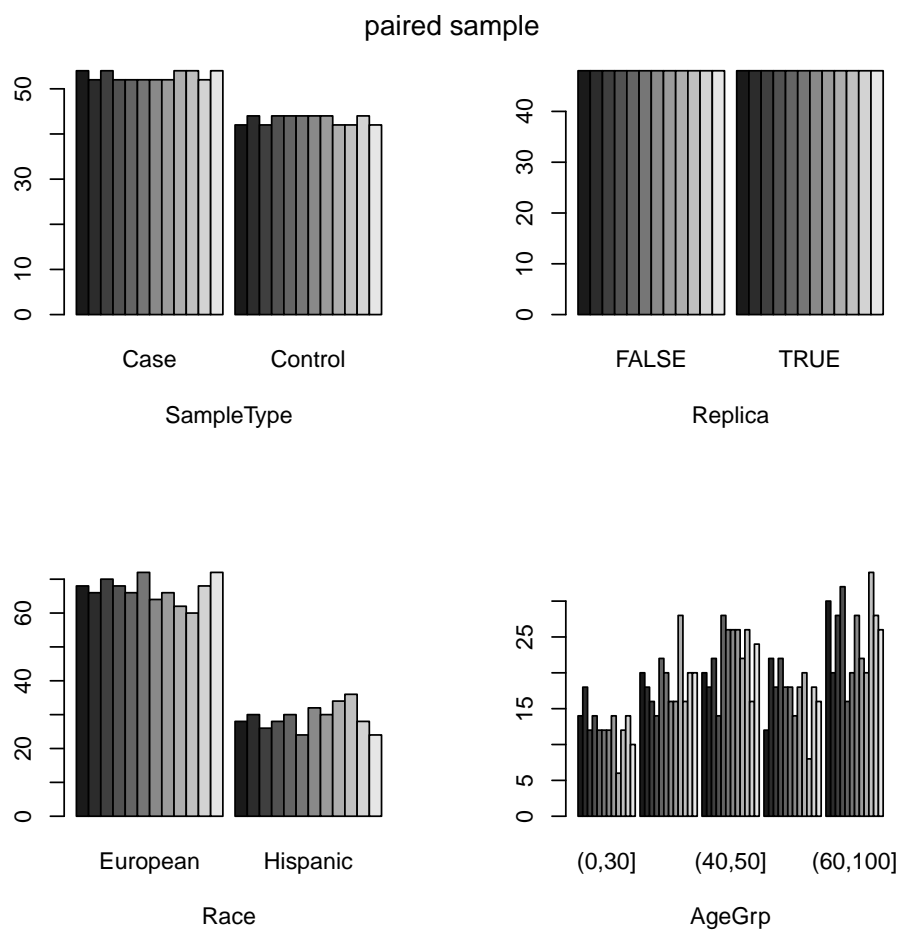 paired sample
50
30
10
0
Case
Control
SampleType
40
30
20
10
0
FALSE
TRUE
Replica
60
40
20
0
European
Hispanic
Race
25
15
5
0
(0,30]
(40,50]
(60,100]
AgeGrp